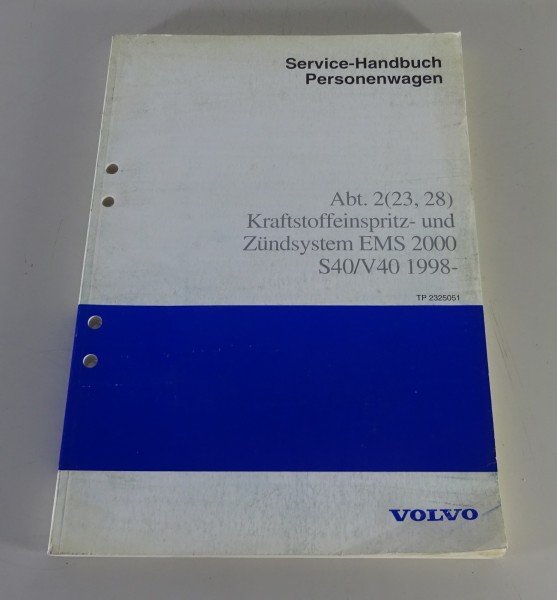 Service-Handbuch
Personenwagen
Abt. 2(23, 28)
Kraftstoffeinspritz- und
Zündsystem EMS 2000
S40/V40 1998-
TP 2325051
VOLVO